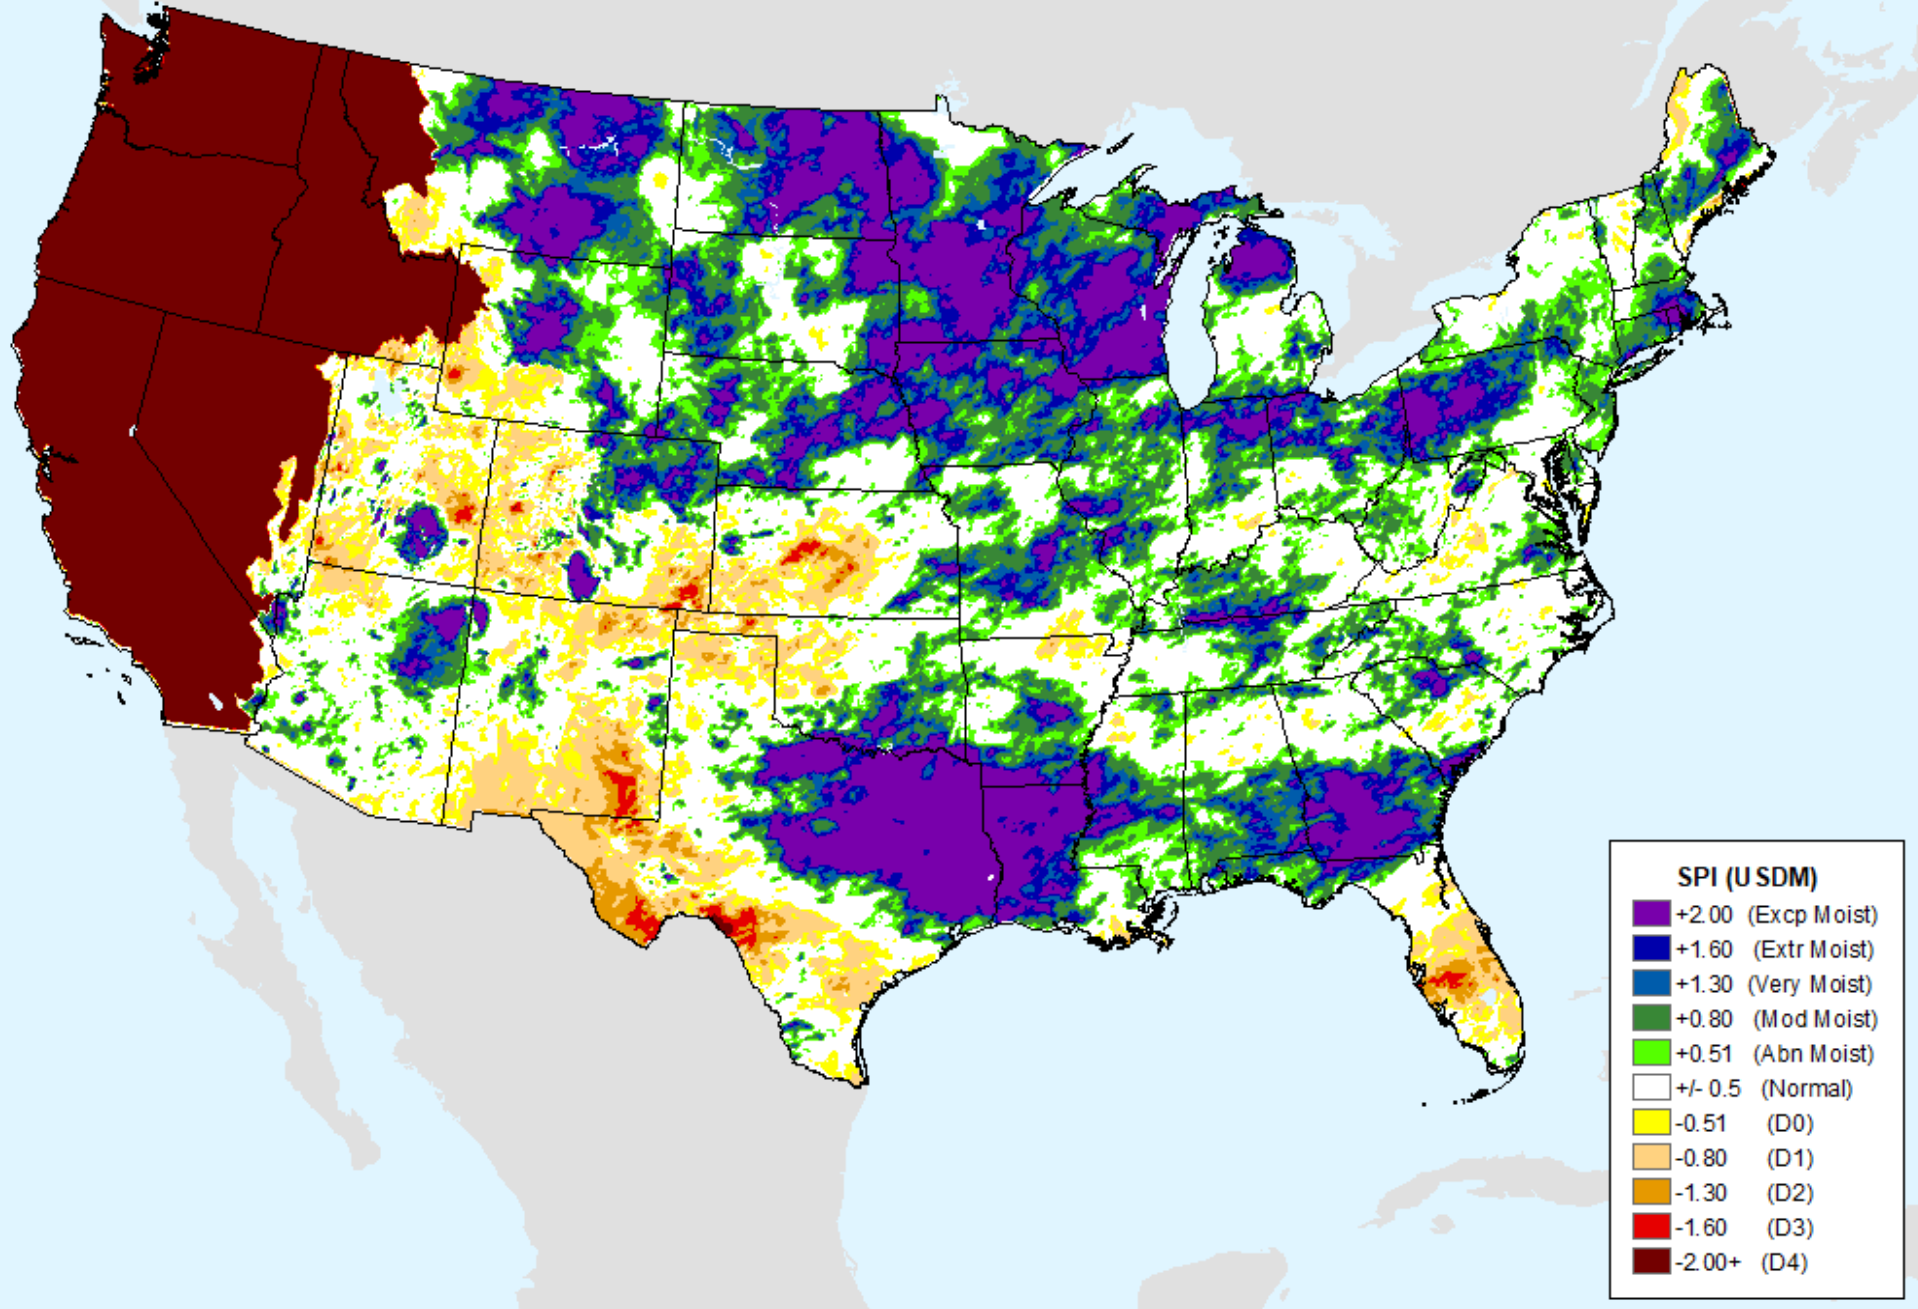 SPI (USDM)
+2.00 (Excp Moist)
+1.60 (Extr Moist)
+1.30 (Very Moist)
+0.80 (Mod Moist)
+0.51 (Abn Moist)
+/- 0.5 (Normal)
-0.51 (D0)
-0.80 (D1)
-1.30 (D2)
-1.60 (D3)
-2.00+ (D4)